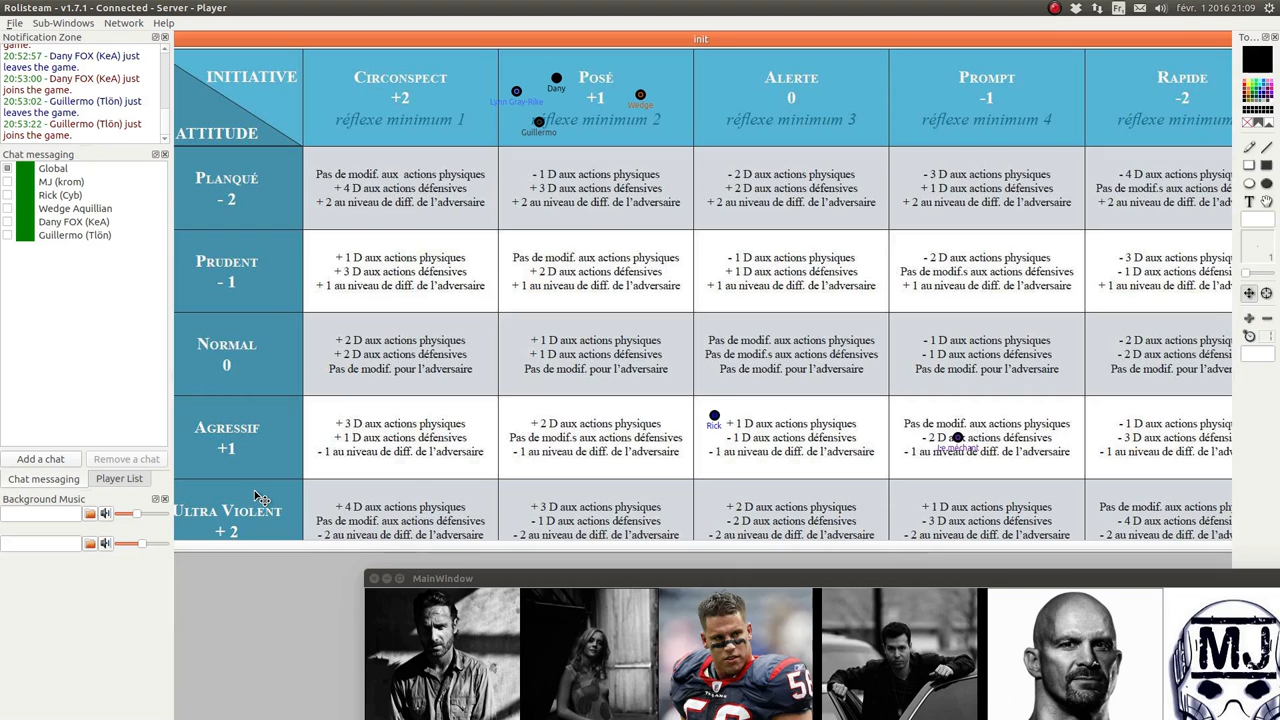 Rolisteam - v1.7.1 - Connected - Server - Player
Fr,
févr. 1 2016 21:09
File Sub-Windows Network Help
Notification Zone
game.
20:52:57 - Dany FOX (KeA) just
leaves the game.
20:53:00 - Dany FOX (KeA) just
joins the game.
20:53:02 - Guillermo (Tlön) just
leaves the game.
20:53:22 - Guillermo (Tlön) just
joins the game.
Chat messaging
Global
MJ (krom)
Rick (Cyb)
Wedge Aquillian
Dany FOX (KeA)
Guillermo (Tlön)
Add a chat
Remove a chat
Chat messaging
Player List
Background Music
init
To...
T
1
INITIATIVE
ATTITUDE
CIRCONSPECT
+2
réflexe minimum 1
POSÉ
+1
réflexe minimum 2
Dany
Lynn Gray-Rike
Wedge
Guillermo
ALERTE
0
réflexe minimum 3
PROMPT
-1
réflexe minimum 4
RAPIDE
-2
réflexe minimum
PLANQUÉ
- 2
Pas de modif. aux actions physiques
+ 4 D aux actions défensives
+ 2 au niveau de diff. de l'adversaire
- 1 D aux actions physiques
+ 3 D aux actions défensives
+ 2 au niveau de diff. de l'adversaire
- 2 D aux actions physiques
+ 2 D aux actions défensives
+ 2 au niveau de diff. de l'adversaire
- 3 D aux actions physiques
+ 1 D aux actions défensives
+ 2 au niveau de diff. de l'adversaire
- 4 D aux actions
Pas de modif.s aux act
+ 2 au niveau de diff.
PRUDENT
- 1
+ 1 D aux actions physiques
+ 3 D aux actions défensives
+ 1 au niveau de diff. de l'adversaire
Pas de modif. aux actions physiques
+ 2 D aux actions défensives
+ 1 au niveau de diff. de l'adversaire
- 1 D aux actions physiques
+ 1 D aux actions défensives
+ 1 au niveau de diff. de l'adversaire
- 2 D aux actions physiques
Pas de modif.s aux actions défensives
+ 1 au niveau de diff. de l'adversaire
- 3 D aux actions
- 1 D aux actions
+ 1 au niveau de diff.
NORMAL
0
+ 2 D aux actions physiques
+ 2 D aux actions défensives
Pas de modif. pour l'adversaire
+ 1 D aux actions physiques
+ 1 D aux actions défensives
Pas de modif. pour l'adversaire
Pas de modif. aux actions physiques
Pas de modif.s aux actions défensives
Pas de modif. pour l'adversaire
- 1 D aux actions physiques
- 1 D aux actions défensives
Pas de modif. pour l'adversaire
- 2 D aux actions
- 2 D aux actions
Pas de modif. pour
AGRESSIF
+1
+ 3 D aux actions physiques
+ 1 D aux actions défensives
- 1 au niveau de diff. de l'adversaire
+ 2 D aux actions physiques
Pas de modif.s aux actions défensives
- 1 au niveau de diff. de l'adversaire
Rick
+ 1 D aux actions physiques
- 1 D aux actions défensives
- 1 au niveau de diff. de l'adversaire
Pas de modif. aux actions physiques
- 2 D aux actions défensives
- 1 au niveau de diff. de l'adversaire
Le méchant
- 1 D aux actions
- 3 D aux actions
- 1 au niveau de diff.
ULTRA VIOLENT
+ 2
+ 4 D aux actions physiques
Pas de modif. aux actions défensives
- 2 au niveau de diff. de l'adversaire
+ 3 D aux actions physiques
- 1 D aux actions défensives
- 2 au niveau de diff. de l'adversaire
+ 2 D aux actions physiques
- 2 D aux actions défensives
- 2 au niveau de diff. de l'adversaire
+ 1 D aux actions physiques
- 3 D aux actions défensives
- 2 au niveau de diff. de l'adversaire
Pas de modif. aux act
- 4 D aux actions
- 2 au niveau de diff.
MainWindow
TEXANS
56
MJ